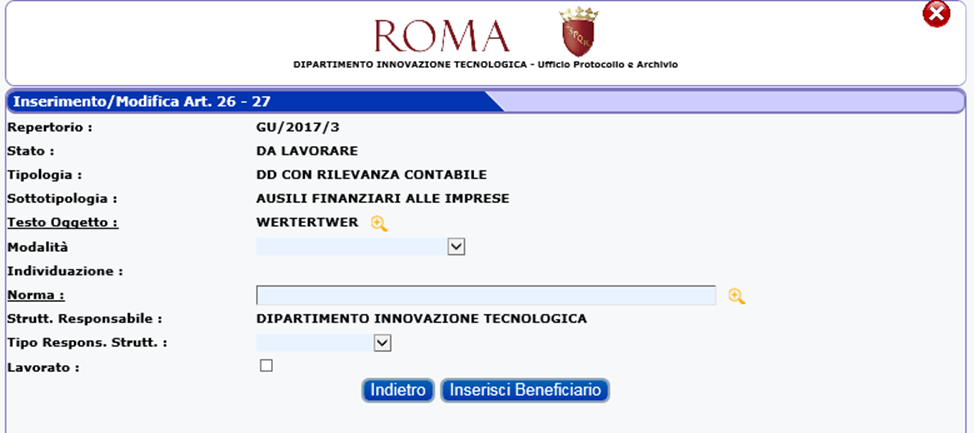 ROMA
DIPARTIMENTO INNOVAZIONE TECNOLOGICA - Ufficio Protocollo e Archivio
Inserimento/Modifica Art. 26 - 27
Repertorio : GU/2017/3
Stato : DA LAVORARE
Tipologia : DD CON RILEVANZA CONTABILE
Sottotipologia : AUSILI FINANZIARI ALLE IMPRESE
Testo Oggetto : WERTERTWER
Modalità
Individuazione :
Norma :
Strutt. Responsabile : DIPARTIMENTO INNOVAZIONE TECNOLOGICA
Tipo Respons. Strutt. :
Lavorato :
Indietro Inserisci Beneficiario